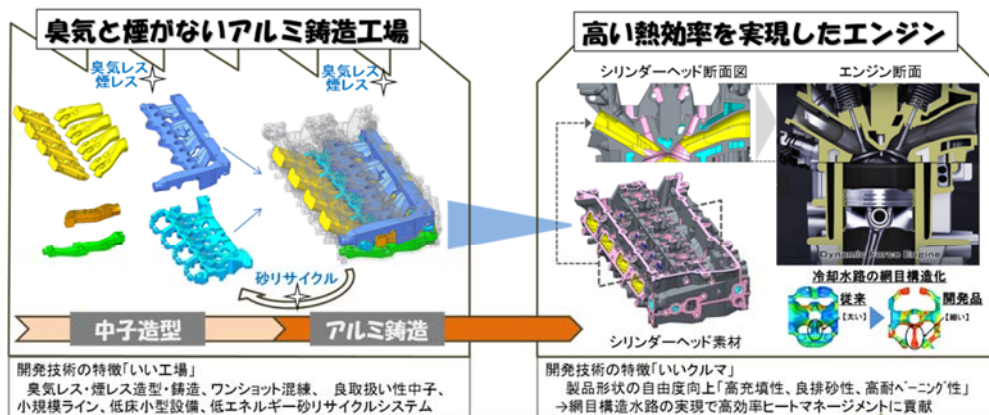 臭気と煙がないアルミ鋳造工場
臭気レス
煙レス
臭気レス
煙レス
砂リサイクル
中子造型
アルミ鋳造
開発技術の特徴「いい工場」
臭気レス・煙レス造型・鋳造、ワンショット混練、 良取扱い性中子、
小規模ライン、低床小型設備、低エネルギー砂リサイクルシステム
高い熱効率を実現したエンジン
シリンダーヘッド断面図
エンジン断面
Dynamic Force Engine
シリンダーヘッド素材
冷却水路の網目構造化
従来
【太い】
開発品
【細い】
開発技術の特徴「いいクルマ」
製品形状の自由度向上「高充填性、良排砂性、高耐ベーニング性」
→網目構造水路の実現で高効率ヒートマネージメントに貢献